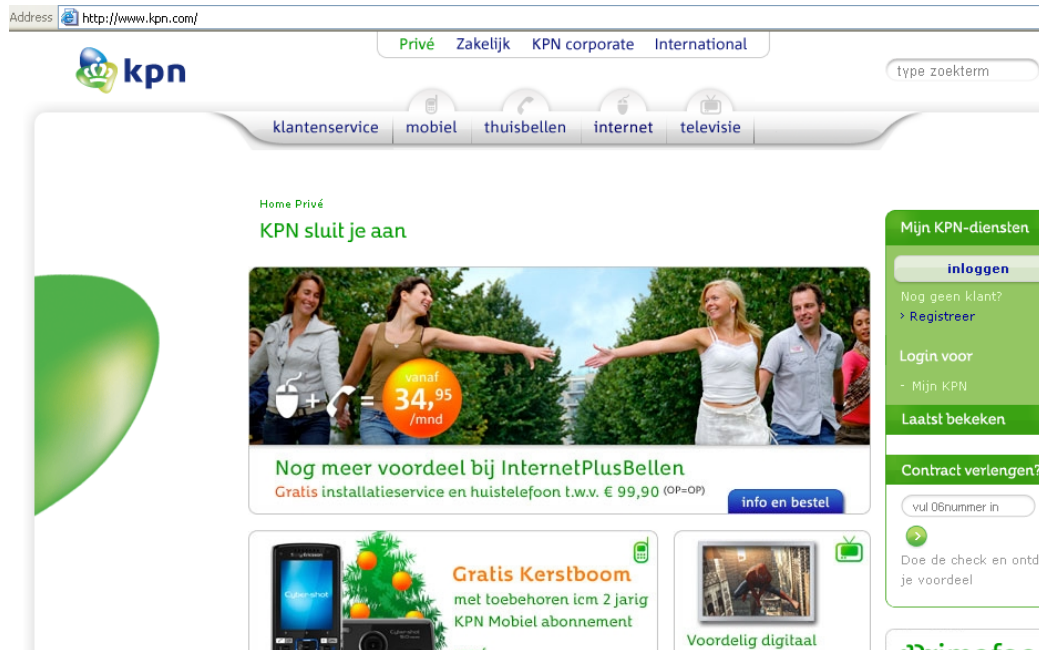 Address http://www.kpn.com/
Privé Zakelijk KPN corporate International
kpn
type zoekterm
klantenservice mobiel thuisbellen internet televisie
Home Privé
KPN sluit je aan
vanaf
34,95
/mnd
+ =
Nog meer voordeel bij InternetPlusBellen
Gratis installatieservice en huistelefoon t.w.v. € 99,90 (OP=OP)
info en bestel
Gratis Kerstboom
met toebehoren icm 2 jarig
KPN Mobiel abonnement
Cyber-shot
Voordelig digitaal
Mijn KPN-diensten
inloggen
Nog geen klant?
› Registreer
Login voor
- Mijn KPN
Laatst bekeken
Contract verlengen?
vul 06nummer in
Doe de check en ontd
je voordeel